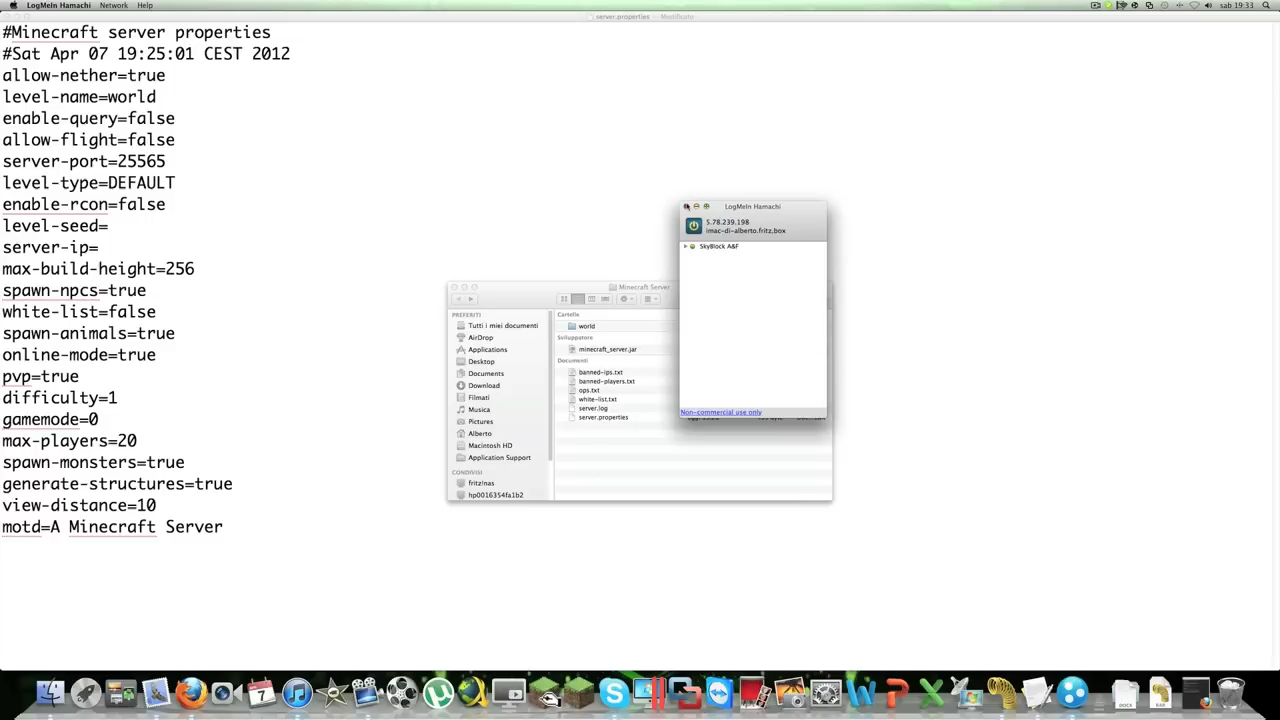 LogMeIn Hamachi Network Help
sab 19:33
server.properties — Modificato
#Minecraft server properties
#Sat Apr 07 19:25:01 CEST 2012
allow-nether=true
level-name=world
enable-query=false
allow-flight=false
server-port=25565
level-type=DEFAULT
enable-rcon=false
level-seed=
server-ip=
max-build-height=256
spawn-npcs=true
white-list=false
spawn-animals=true
online-mode=true
pvp=true
difficulty=1
gamemode=0
max-players=20
spawn-monsters=true
generate-structures=true
view-distance=10
motd=A Minecraft Server
LogMeIn Hamachi
5.78.239.198
imac-di-alberto.fritz.box
SkyBlock A&F
Non-commercial use only
Minecraft Server
PREFERITI
Tutti i miei documenti
AirDrop
Applications
Desktop
Documents
Download
Filmati
Musica
Pictures
Alberto
Macintosh HD
Application Support
CONDIVISI
fritz!nas
hp0016354fa1b2
Cartelle
world
Sviluppatore
minecraft_server.jar
Documenti
banned-ips.txt
banned-players.txt
ops.txt
white-list.txt
server.log
server.properties
7